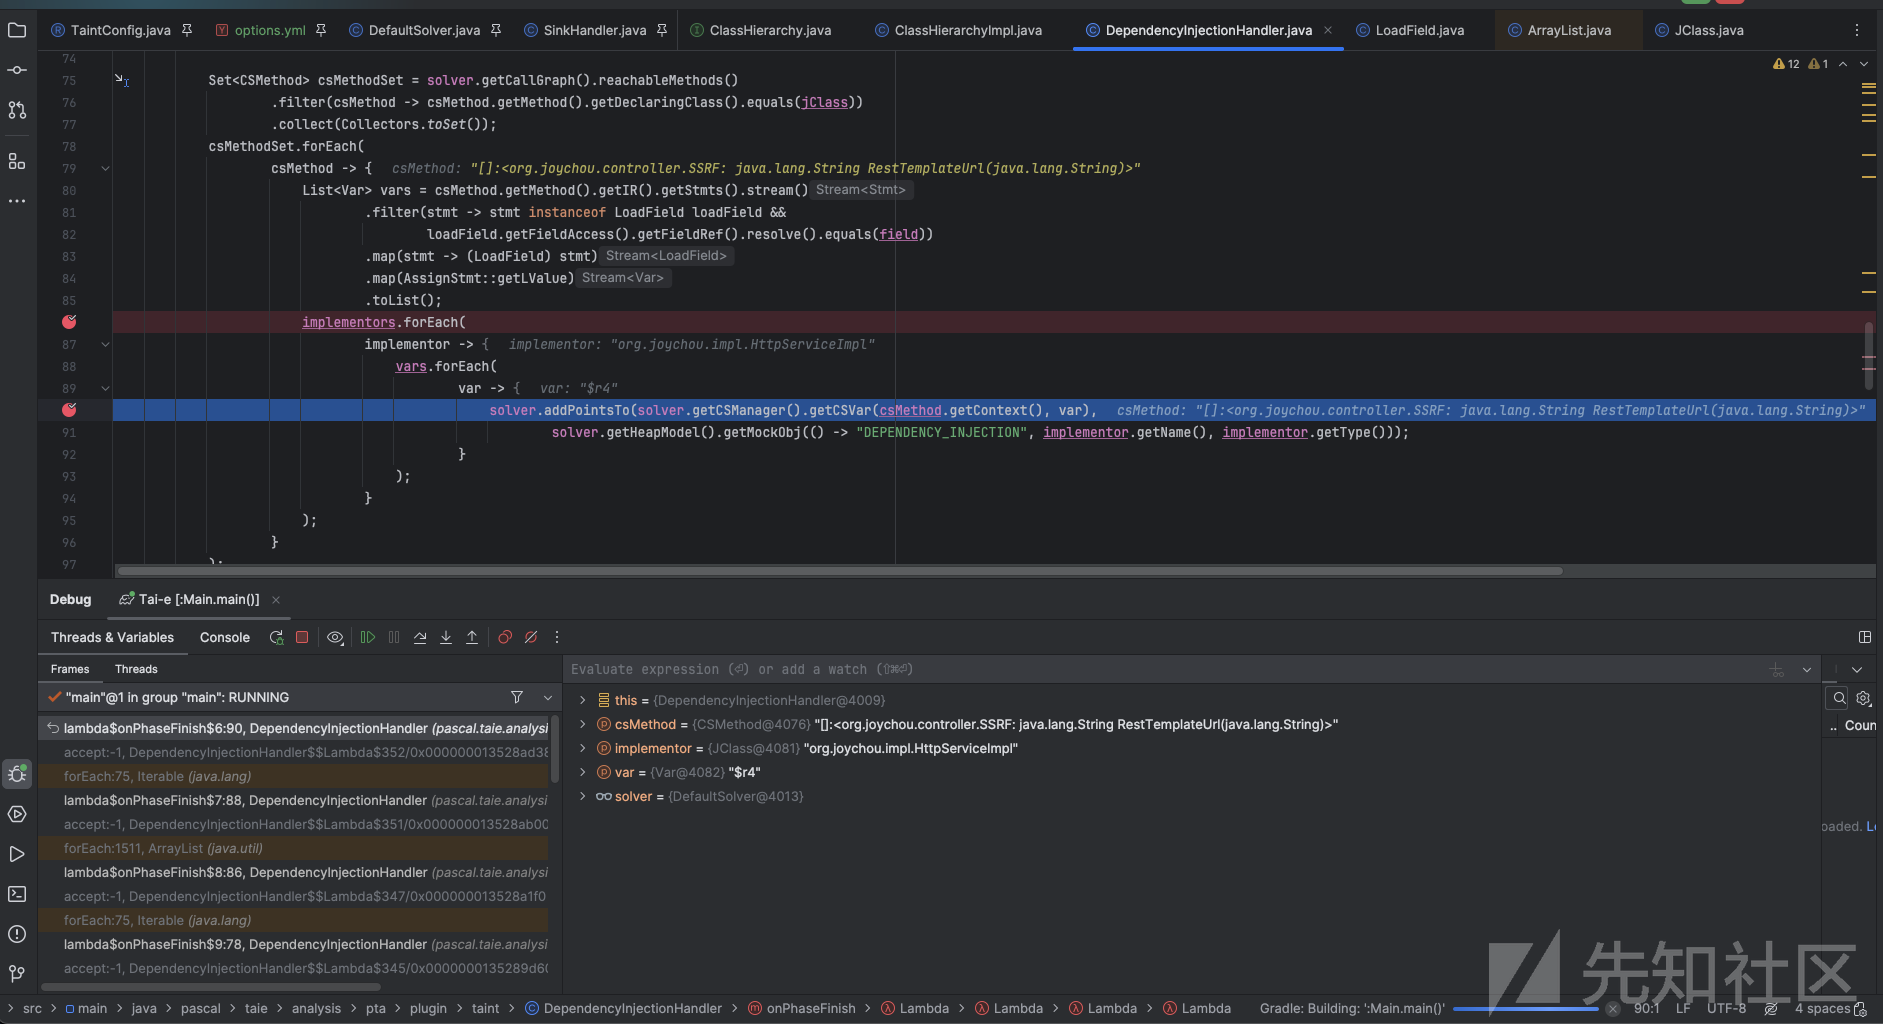 TaintConfig.java options.yml DefaultSolver.java SinkHandler.java ClassHierarchy.java ClassHierarchyImpl.java DependencyInjectionHandler.java LoadField.java ArrayList.java JClass.java
74
75 Set<CSMethod> csMethodSet = solver.getCallGraph().reachableMethods() 12 1
76 .filter(csMethod -> csMethod.getMethod().getDeclaringClass().equals(jClass))
77 .collect(Collectors.toSet());
78 csMethodSet.forEach(
79 csMethod -> { csMethod: "[]:<org.joychou.controller.SSRF: java.lang.String RestTemplateUrl(java.lang.String)>"
80 List<Var> vars = csMethod.getMethod().getIR().getStmts().stream() Stream<Stmt>
81 .filter(stmt -> stmt instanceof LoadField loadField &&
82 loadField.getFieldAccess().getFieldRef().resolve().equals(field))
83 .map(stmt -> (LoadField) stmt) Stream<LoadField>
84 .map(AssignStmt::getLValue) Stream<Var>
85 .toList();
implementors.forEach(
87 implementor -> { implementor: "org.joychou.impl.HttpServiceImpl"
88 vars.forEach(
89 var -> { var: "$r4"
solver.addPointsTo(solver.getCSManager().getCSVar(csMethod.getContext(), var), csMethod: "[]:<org.joychou.controller.SSRF: java.lang.String RestTemplateUrl(java.lang.String)>"
91 solver.getHeapModel().getMockObj(() -> "DEPENDENCY_INJECTION", implementor.getName(), implementor.getType()));
92 }
93 );
94 }
95 );
96 }
97 );
Debug Tai-e [:Main.main()]
Threads & Variables Console
Frames Threads
Evaluate expression (⏎) or add a watch (⇧⌘⏎)
"main"@1 in group "main": RUNNING
lambda$onPhaseFinish$6:90, DependencyInjectionHandler (pascal.taie.analysi
accept:-1, DependencyInjectionHandler$$Lambda$352/0x000000013528ad38
forEach:75, Iterable (java.lang)
lambda$onPhaseFinish$7:88, DependencyInjectionHandler (pascal.taie.analysi
accept:-1, DependencyInjectionHandler$$Lambda$351/0x000000013528ab00
forEach:1511, ArrayList (java.util)
lambda$onPhaseFinish$8:86, DependencyInjectionHandler (pascal.taie.analysi
accept:-1, DependencyInjectionHandler$$Lambda$347/0x000000013528a1f0
forEach:75, Iterable (java.lang)
lambda$onPhaseFinish$9:78, DependencyInjectionHandler (pascal.taie.analysi
accept:-1, DependencyInjectionHandler$$Lambda$345/0x0000000135289d60
this = {DependencyInjectionHandler@4009}
csMethod = {CSMethod@4076} "[]:<org.joychou.controller.SSRF: java.lang.String RestTemplateUrl(java.lang.String)>"
implementor = {JClass@4081} "org.joychou.impl.HttpServiceImpl"
var = {Var@4082} "$r4"
solver = {DefaultSolver@4013}
.. Coun
oaded. L
先知社区
src main java pascal taie analysis pta plugin taint DependencyInjectionHandler onPhaseFinish Lambda Lambda Lambda Lambda Gradle: Building: ':Main.main()' 90:1 LF UTF-8 4 spaces